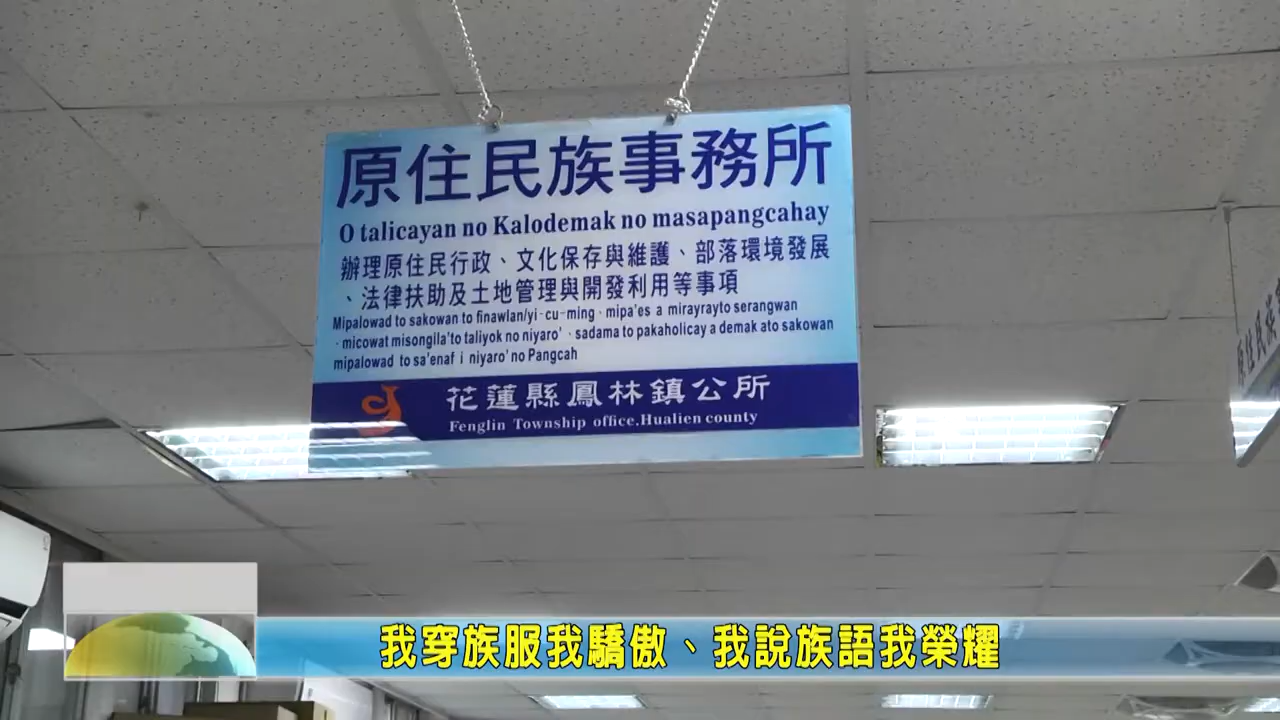 原住民族事務所
O talicayan no Kalodemak no masapangcahay
辦理原住民行政、文化保存與維護、部落環境發展
、法律扶助及土地管理與開發利用等事項
Mipalowad to sakowan to finawlan/yi-cu-ming、mipa'es a mirayrayto serangwan
、micowat misongila'to taliyok no niyaro'、sadama to pakaholicay a demak ato sakowan
mipalowad to sa'enaf i niyaro'no Pangcah
花蓮縣鳳林鎮公所
Fenglin Township office.Hualien county
原住民族
我穿族服我驕傲、我說族語我榮耀